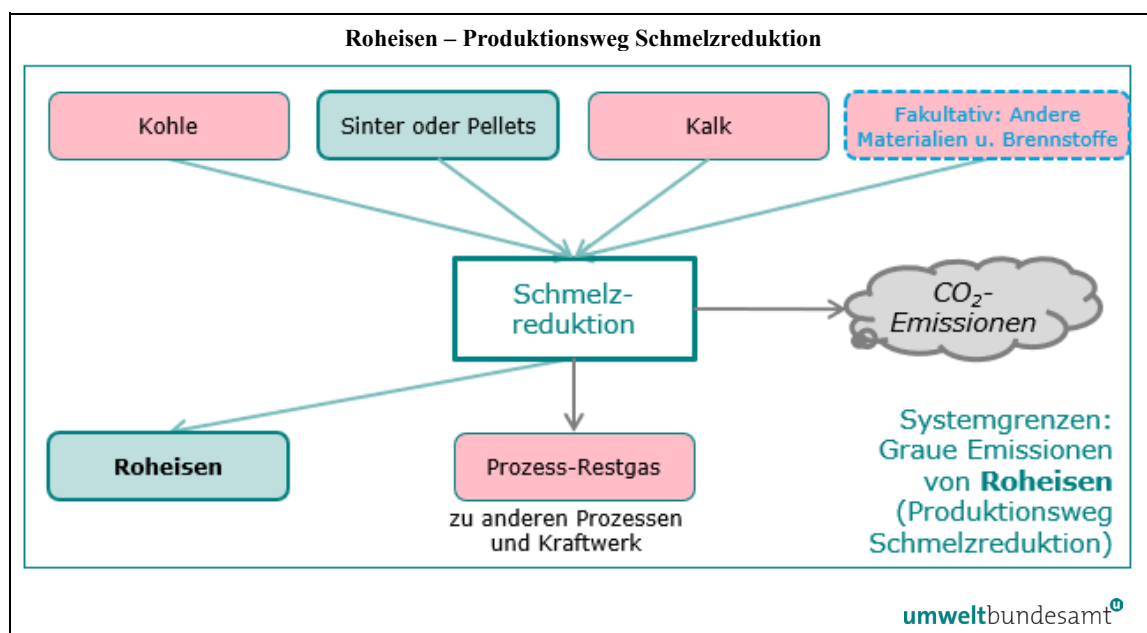 Roheisen – Produktionsweg Schmelzreduktion
Kohle
Sinter oder Pellets
Kalk
Fakultativ: Andere
Materialien u. Brennstoffe
Schmelz-
reduktion
CO₂-
Emissionen
Roheisen
Prozess-Restgas
zu anderen Prozessen
und Kraftwerk
Systemgrenzen:
Graue Emissionen
von Roheisen
(Produktionsweg
Schmelzreduktion)
umweltbundesamt